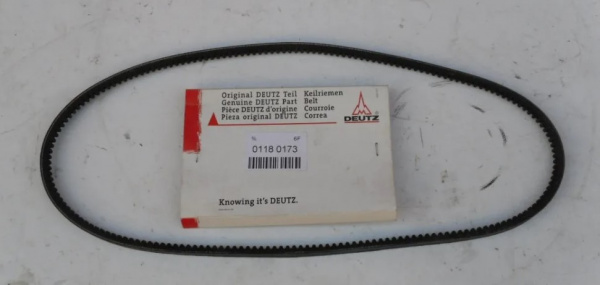 Original DEUTZ Teil Keilriemen
Genuine DEUTZ Part Belt
Pièce DEUTZ d'origine Courroie
Pieza original DEUTZ Correa
DEUTZ
0118 0173
Knowing it's DEUTZ.